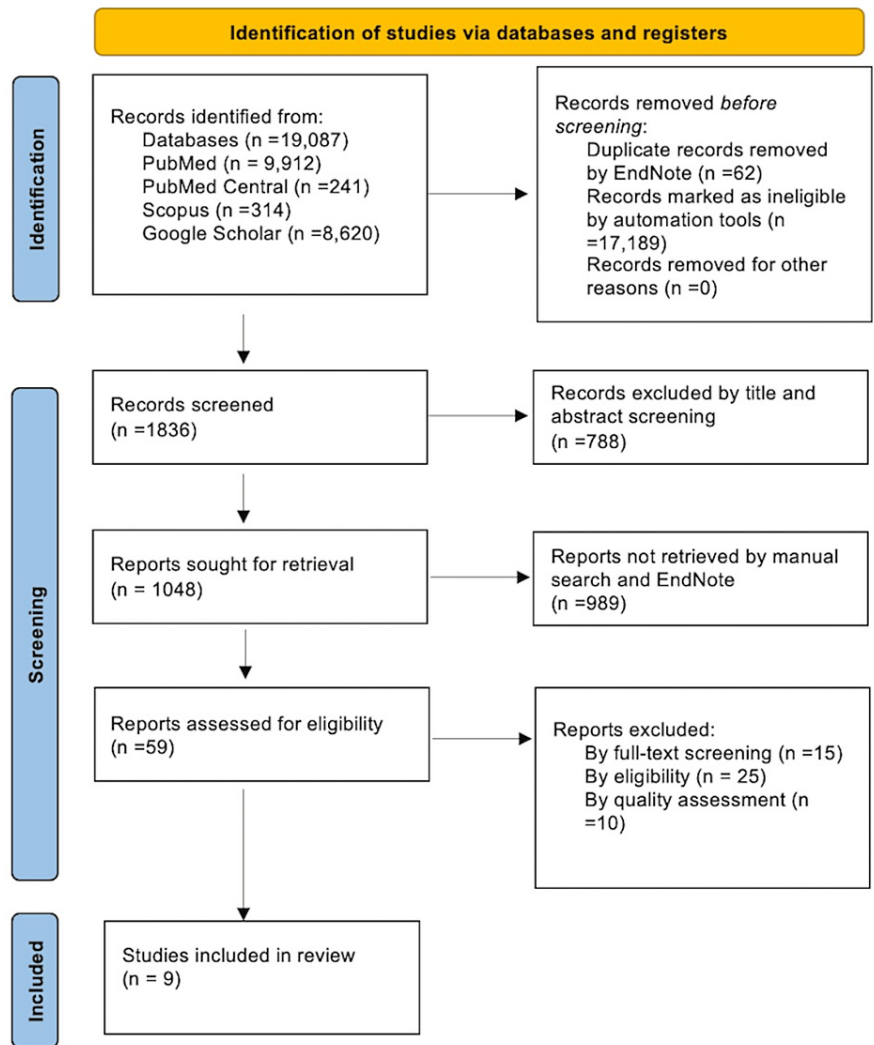 Identification of studies via databases and registers
Identification
Records identified from:
Databases (n =19,087)
PubMed (n = 9,912)
PubMed Central (n =241)
Scopus (n =314)
Google Scholar (n =8,620)
Records removed before
screening:
Duplicate records removed
by EndNote (n =62)
Records marked as ineligible
by automation tools (n
=17,189)
Records removed for other
reasons (n =0)
Screening
Records screened
(n =1836)
Records excluded by title and
abstract screening
(n =788)
Reports sought for retrieval
(n = 1048)
Reports not retrieved by manual
search and EndNote
(n =989)
Reports assessed for eligibility
(n =59)
Reports excluded:
By full-text screening (n =15)
By eligibility (n = 25)
By quality assessment (n
=10)
Included
Studies included in review
(n = 9)